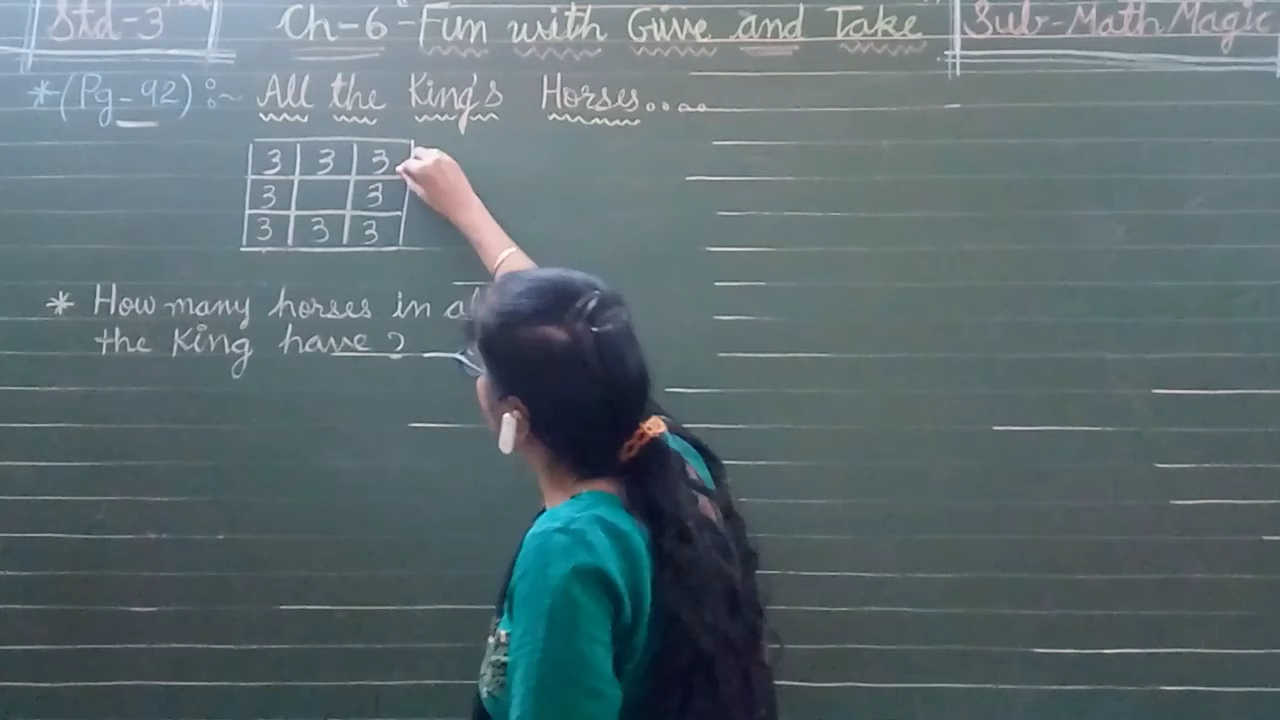 Std-3 Ch-6-Fun with Give and Take Sub-Math Magic
*(Pg-92):~ All the King's Horses....
3 3 3
3 3
3 3 3
* How many horses in
the King have?